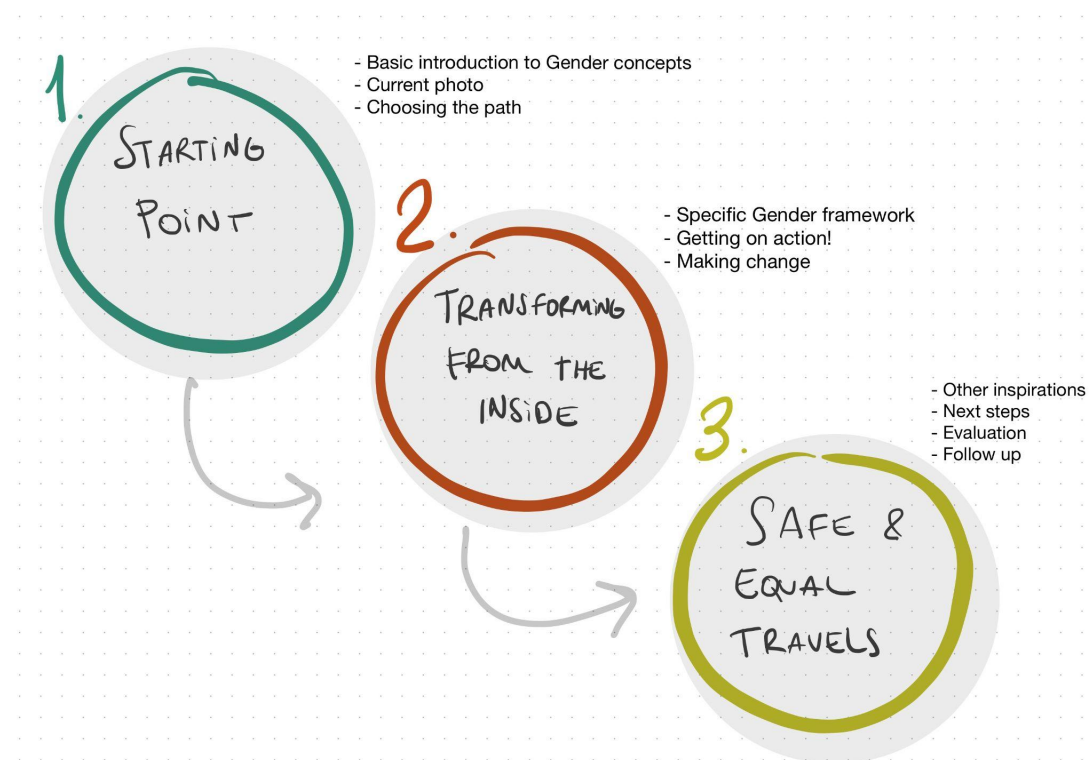 1.
STARTING
POINT
- Basic introduction to Gender concepts
- Current photo
- Choosing the path
2.
TRANSFORMING
FROM THE
INSIDE
- Specific Gender framework
- Getting on action!
- Making change
3.
SAFE &
EQUAL
TRAVELS
- Other inspirations
- Next steps
- Evaluation
- Follow up